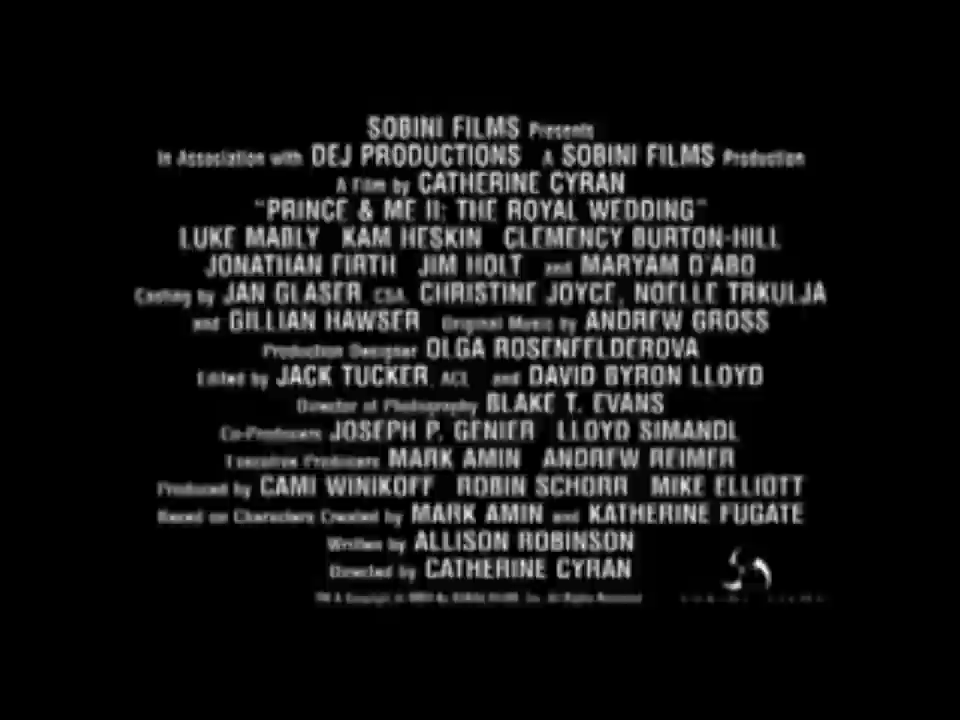 SOBINI FILMS Presents
In Association with DEJ PRODUCTIONS A SOBINI FILMS Production
A Film by CATHERINE CYRAN
"PRINCE & ME II: THE ROYAL WEDDING"
LUKE MABLY KAM HESKIN CLEMENCY BURTON-HILL
JONATHAN FIRTH JIM HOLT and MARYAM D'ABO
Casting by JAN GLASER, CSA, CHRISTINE JOYCE, NOELLE TRKULJA
and GILLIAN HAWSER Original Music by ANDREW GROSS
Production Designer OLGA ROSENFELDEROVA
Edited by JACK TUCKER, ACE and DAVID BYRON LLOYD
Director of Photography BLAKE T. EVANS
Co-Producers JOSEPH P. GENIER LLOYD SIMANDL
Executive Producers MARK AMIN ANDREW REIMER
Produced by CAMI WINIKOFF ROBIN SCHORR MIKE ELLIOTT
Based on Characters Created by MARK AMIN and KATHERINE FUGATE
Written by ALLISON ROBINSON
Directed by CATHERINE CYRAN
All Rights Reserved
SOBINI FILMS